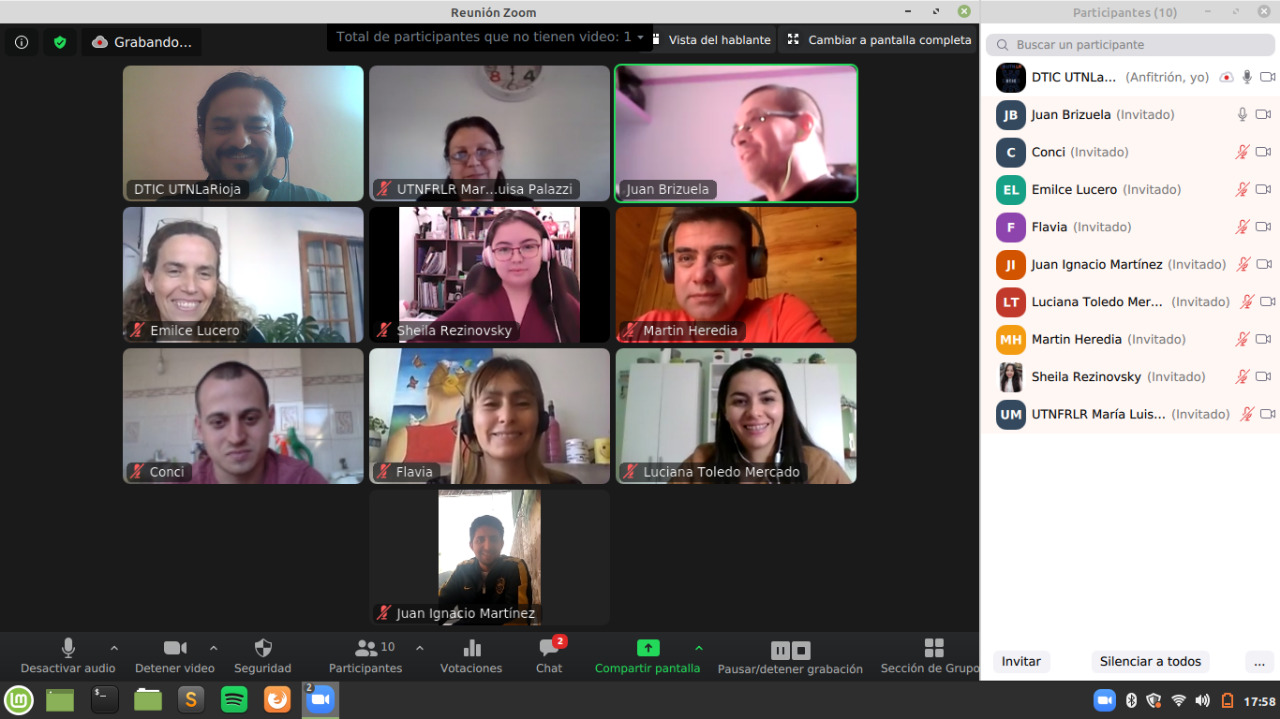 Reunión Zoom
Grabando...
Total de participantes que no tienen video: 1
Vista del hablante
Cambiar a pantalla completa
8 4
DTIC UTNLaRioja
UTNFRLR Mar...uisa Palazzi
Juan Brizuela
Emilce Lucero
Sheila Rezinovsky
Martin Heredia
Conci
Flavia
Luciana Toledo Mercado
Juan Ignacio Martínez
Desactivar audio
Detener video
Seguridad
10
Participantes
Votaciones
2
Chat
Compartir pantalla
Pausar/detener grabación
Sección de Grupo
Participantes (10)
Buscar un participante
DTIC UTNLa... (Anfitrión, yo)
JB Juan Brizuela (Invitado)
C Conci (Invitado)
EL Emilce Lucero (Invitado)
F Flavia (Invitado)
JI Juan Ignacio Martínez (Invitado)
LT Luciana Toledo Mer... (Invitado)
MH Martin Heredia (Invitado)
Sheila Rezinovsky (Invitado)
UM UTNFRLR María Luis... (Invitado)
Invitar
Silenciar a todos
...
lm
$_
S
2
17:58